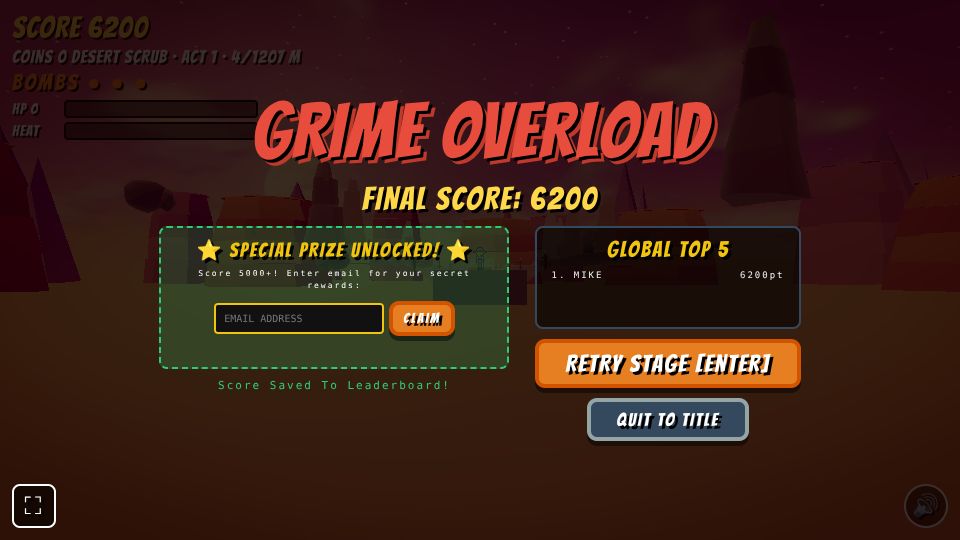 SCORE 6200
COINS 0 DESERT SCRUB · ACT 1 · 4/1207 M
BOMBS • • •
HP 0
HEAT
GRIME OVERLOAD
FINAL SCORE: 6200
⭐ SPECIAL PRIZE UNLOCKED! ⭐
Score 5000+! Enter email for your secret
rewards:
EMAIL ADDRESS
CLAIM
Score Saved To Leaderboard!
GLOBAL TOP 5
1. MIKE 6200pt
RETRY STAGE [ENTER]
QUIT TO TITLE